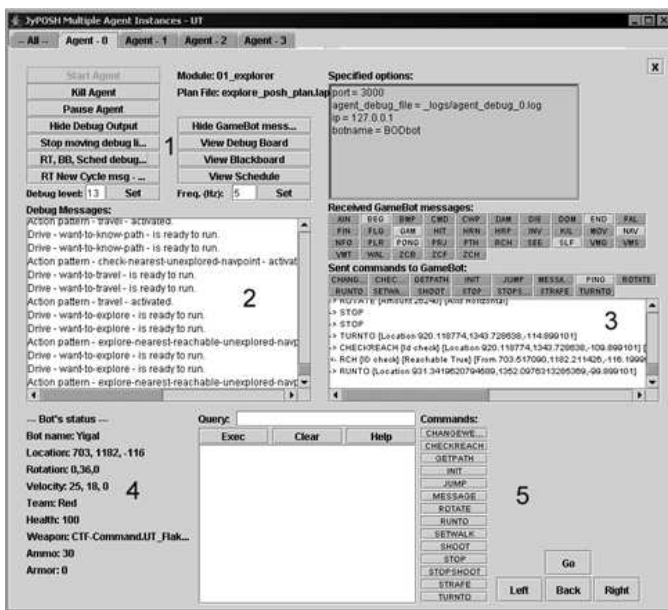 JyPOSH Multiple Agent Instances - UT
-- All -- Agent - 0 Agent - 1 Agent - 2 Agent - 3
x
Start Agent
Kill Agent
Pause Agent
Hide Debug Output
Stop moving debug li...
RT, BB, Sched debug...
RT New Cycle msg - ...
Debug level: 13 Set
1
Module: 01_explorer
Plan File: explore_posh_plan.lap
Hide GameBot mess...
View Debug Board
View Blackboard
View Schedule
Freq. (Hz): 5 Set
Specified options:
port = 3000
agent_debug_file = _logs/agent_debug_0.log
ip = 127.0.0.1
botname = BODbot
Debug Messages:
Action pattern - travel - activated.
Drive - want-to-know-path - is ready to run.
Action pattern - check-nearest-unexplored-navpoint - activat
Drive - want-to-travel - is ready to run.
Drive - want-to-travel - is ready to run.
Action pattern - travel - activated.
Drive - want-to-explore - is ready to run.
Drive - want-to-explore - is ready to run.
Action pattern - explore-nearest-reachable-unexplored-navp
Drive - want-to-explore - is ready to run.
Drive - want-to-explore - is ready to run.
Drive - want-to-explore - is ready to run.
Action pattern - explore-nearest-reachable-unexplored-navp
2
Received GameBot messages:
AIN BEG BMP CMD CWP DAM DIE DOM END FAL
FIN FLG GAM HIT HRN HRP INV KIL MOV NAV
NFO PLR PONG PRJ PTH RCH SEE SLF VMG VMS
VMT WAL ZCB ZCF ZCH
Sent commands to GameBot:
CHANG... CHEC... GETPATH INIT JUMP MESSA... PING ROTATE
RUNTO SETWA... SHOOT STOP STOPS... STRAFE TURNTO
-> ROTATE [Amount 26240] [Axis Horizontal]
-> STOP
-> STOP
-> TURNTO [Location 920.118774,1343.728638,-114.899101]
-> CHECKREACH [Id check] [Location 920.118774,1343.728638,-109.899101] [
<- RCH [ID check] [Reachable True] [From 703.517090,1182.211426,-116.1999
-> RUNTO [Location 931.3419620794689,1352.0976313285369,-99.899101]
3
--- Bot's status ---
Bot name: Yigal
Location: 703, 1182, -116
Rotation: 0,36,0
Velocity: 25, 18, 0
Team: Red
Health: 100
Weapon: CTF-Command.UT_Flak...
Ammo: 30
Armor: 0
4
Query:
Exec Clear Help
Commands:
CHANGEWE...
CHECKREACH
GETPATH
INIT
JUMP
MESSAGE
ROTATE
RUNTO
SETWALK
SHOOT
STOP
STOPSHOOT
STRAFE
TURNTO
5
Go
Left Back Right